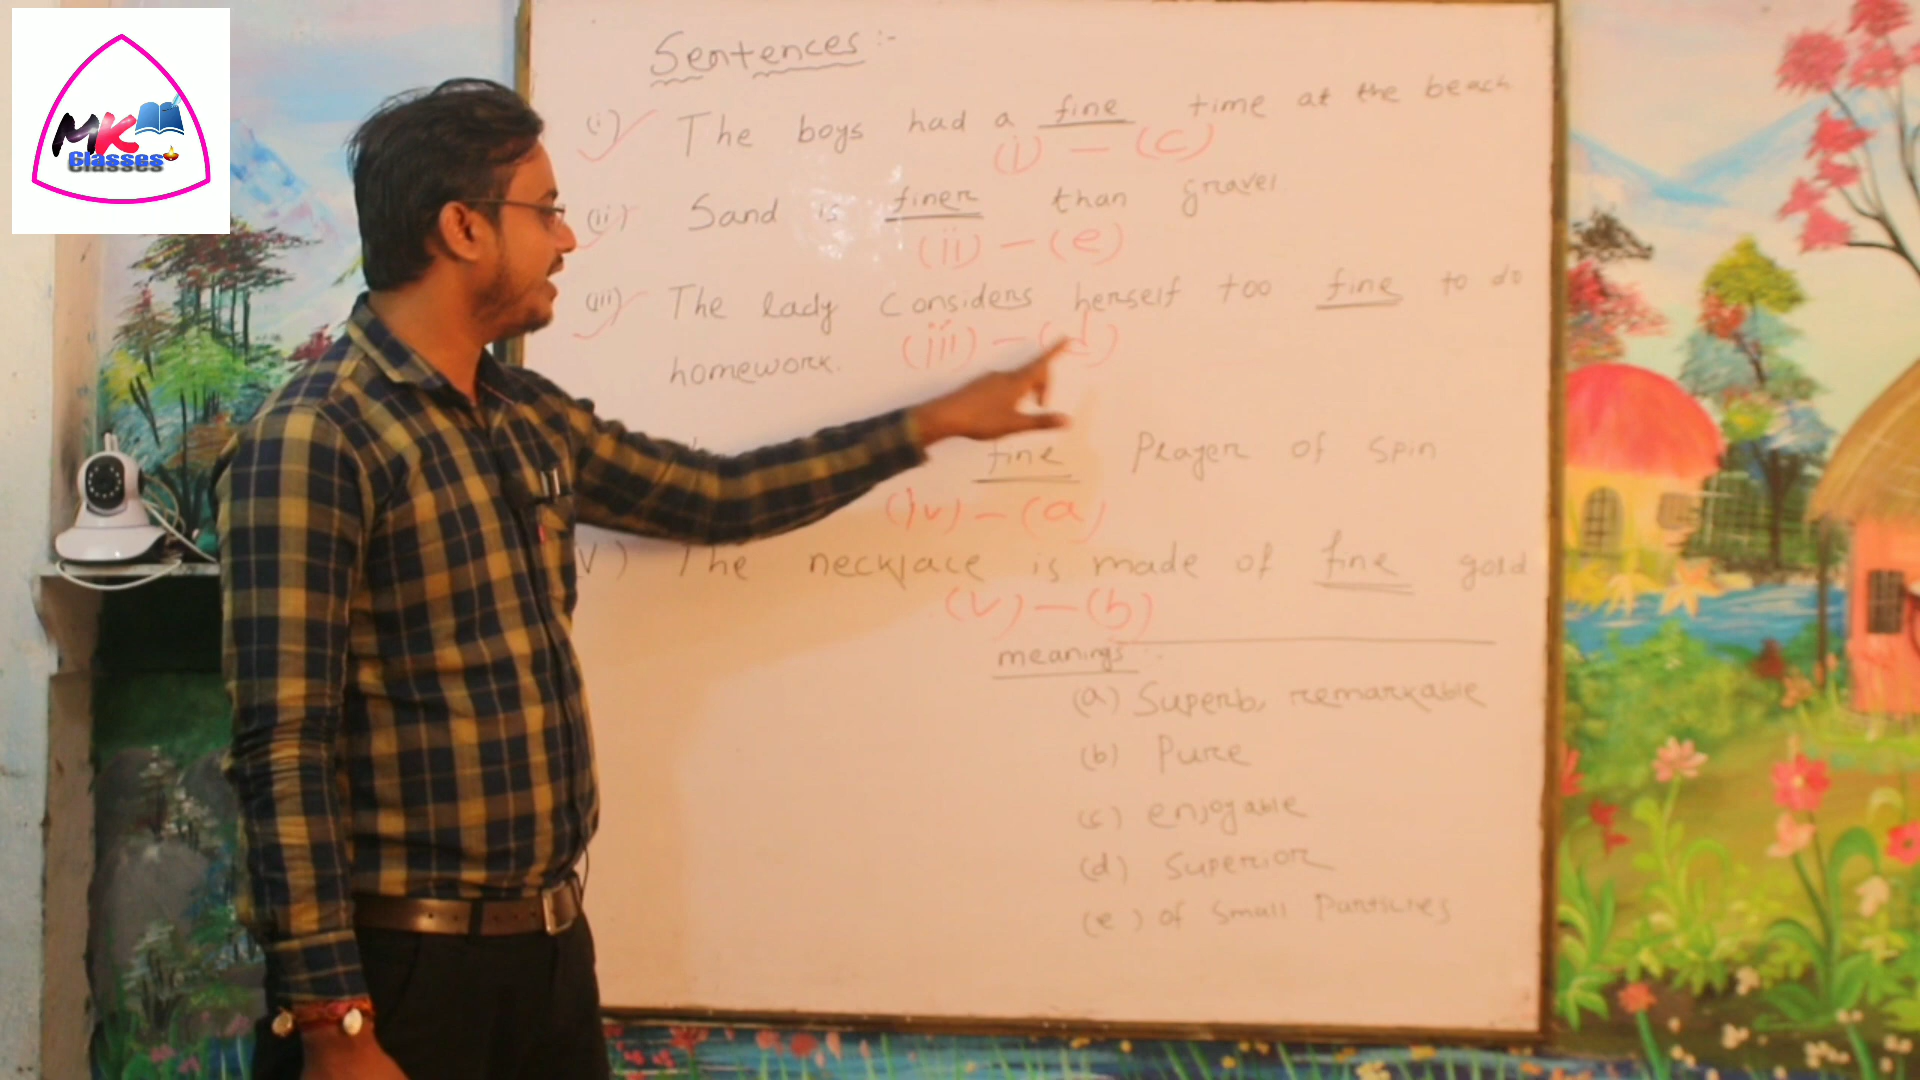 MK
Classes
Sentences :-
(i) The boys had a fine time at the beach
(i) – (c)
(ii) Sand is finer than gravel
(ii) – (e)
(iii) The lady considers herself too fine to do
homework. (iii) – (d)
fine Player of spin
(iv) – (a)
V) The necklace is made of fine gold
(v) – (b)
meanings :-
(a) Superb, remarkable
(b) Pure
(c) enjoyable
(d) Superior
(e) of small Particles